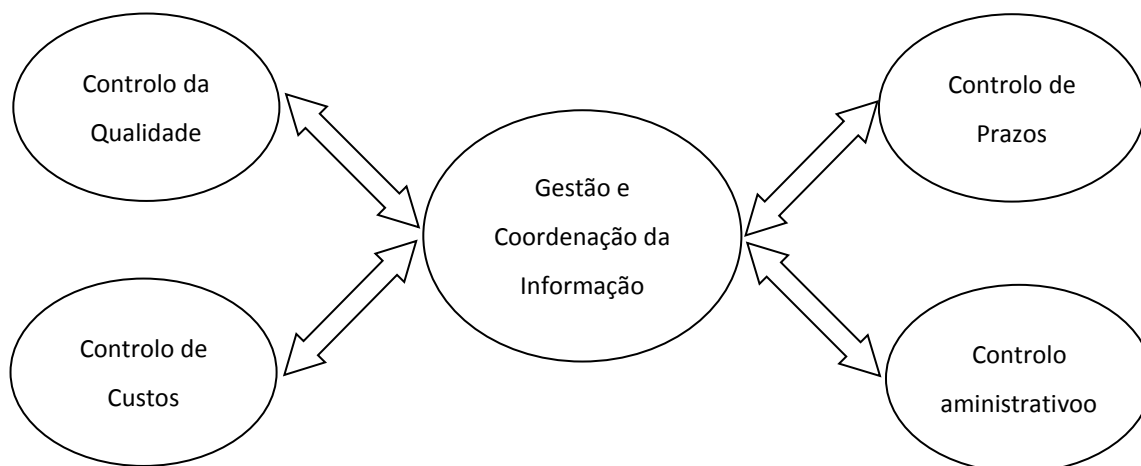 Controlo da
Qualidade
Controlo de
Prazos
Gestão e
Coordenação da
Informação
Controlo de
Custos
Controlo
aministrativoo